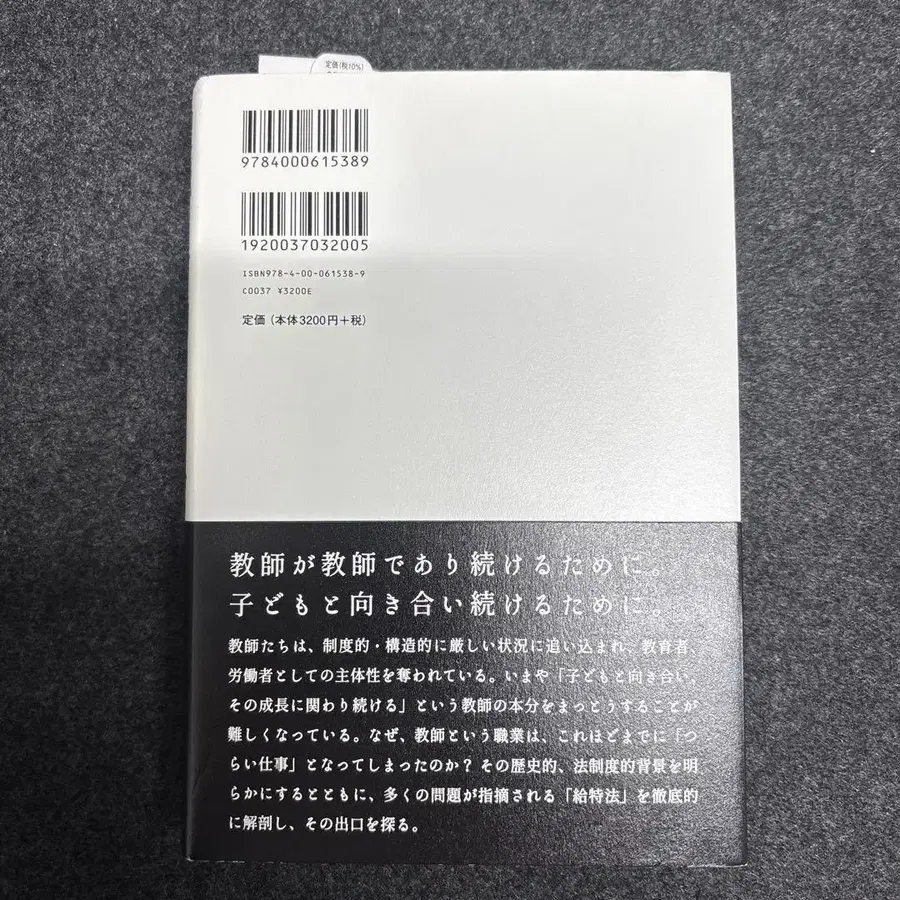 定価(税10%)
9784000615389
1920037032005
ISBN978-4-00-061538-9
C0037 ¥3200E
定価（本体3200円＋税）
教師が教師であり続けるために。
子どもと向き合い続けるために。
教師たちは、制度的・構造的に厳しい状況に追い込まれ、教育者、
労働者としての主体性を奪われている。いまや「子どもと向き合い、
その成長に関わり続ける」という教師の本分をまっとうすることが
難しくなっている。なぜ、教師という職業は、これほどまでに「つ
らい仕事」となってしまったのか？その歴史的、法制度的背景を明
らかにするとともに、多くの問題が指摘される「給特法」を徹底的
に解剖し、その出口を探る。